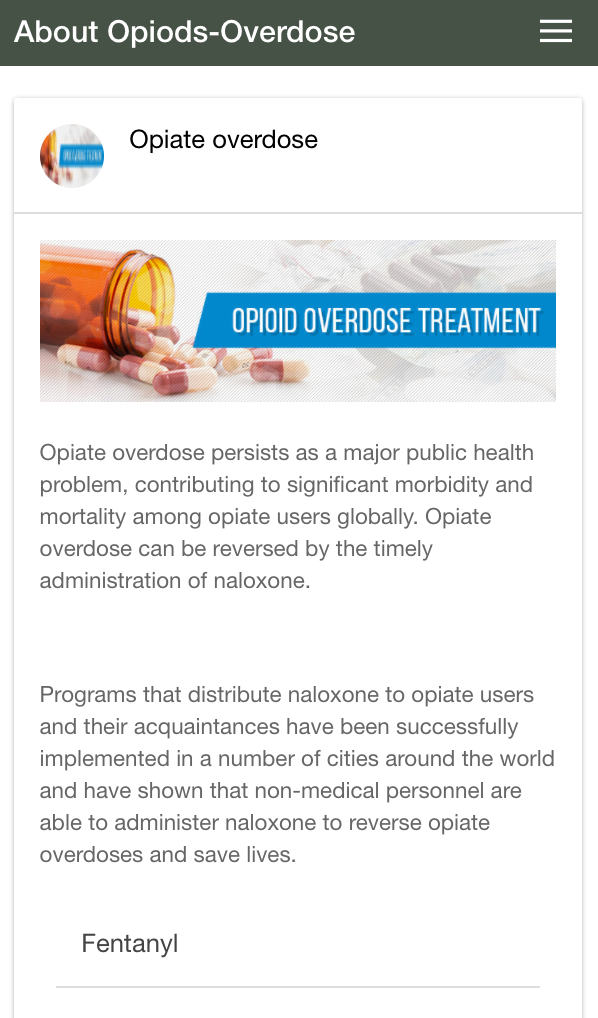 About Opiods-Overdose
Opiate overdose
OPIOID OVERDOSE TREATMENT
Opiate overdose persists as a major public health
problem, contributing to significant morbidity and
mortality among opiate users globally. Opiate
overdose can be reversed by the timely
administration of naloxone.
Programs that distribute naloxone to opiate users
and their acquaintances have been successfully
implemented in a number of cities around the world
and have shown that non-medical personnel are
able to administer naloxone to reverse opiate
overdoses and save lives.
Fentanyl